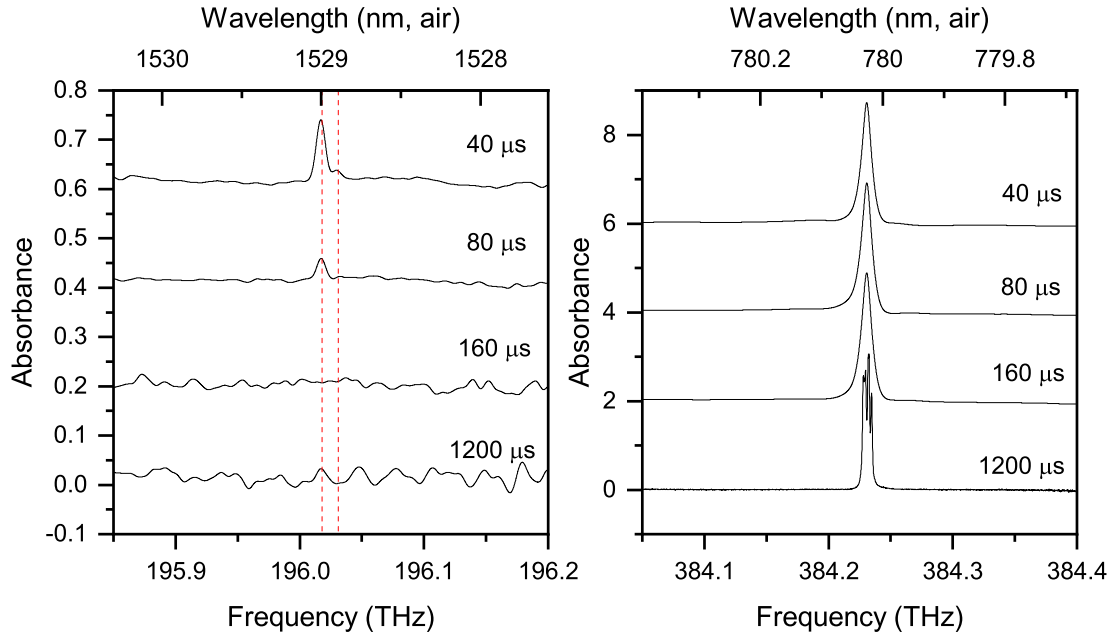 Wavelength (nm, air)
1530 1529 1528
0.8
0.7
0.6
0.5
0.4
0.3
0.2
0.1
0.0
-0.1
Absorbance
40 μs
80 μs
160 μs
1200 μs
195.9 196.0 196.1 196.2
Frequency (THz)
Wavelength (nm, air)
780.2 780 779.8
8
6
4
2
0
Absorbance
40 μs
80 μs
160 μs
1200 μs
384.1 384.2 384.3 384.4
Frequency (THz)